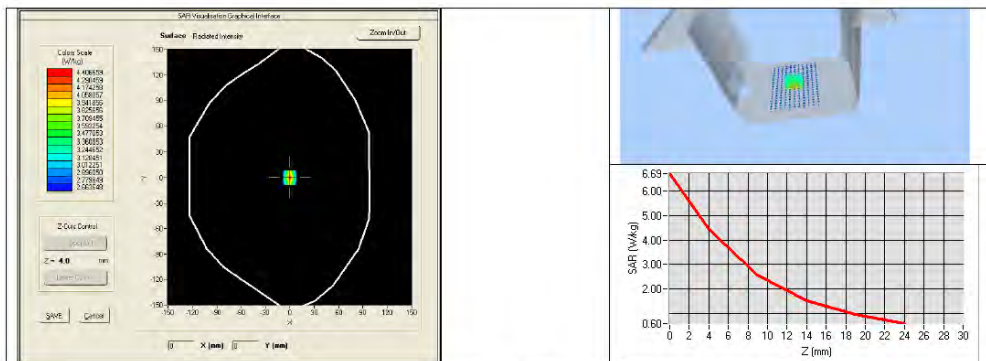 SAR Visualisation Graphical Interface
Surface Radiated Intensity
Zoom In/Out
Colors Scale
(W/kg)
4.406659
4.290459
4.174258
4.058057
3.941856
3.825656
3.709455
3.593254
3.477053
3.360853
3.244652
3.128451
3.012251
2.896050
2.779849
2.663648
150
120
90
60
30
0
-30
-60
-90
-120
-150
Y
-150 -120 -90 -60 -30 0 30 60 90 120 150
X
Z-Cuts Control
Z = 4.0 mm
SAVE
Cancel
0 X (mm) 0 Y (mm)
6.69
6.00
5.00
4.00
3.00
2.00
0.60
SAR (W/kg)
0 2 4 6 8 10 12 14 16 18 20 22 24 26 28 30
Z (mm)